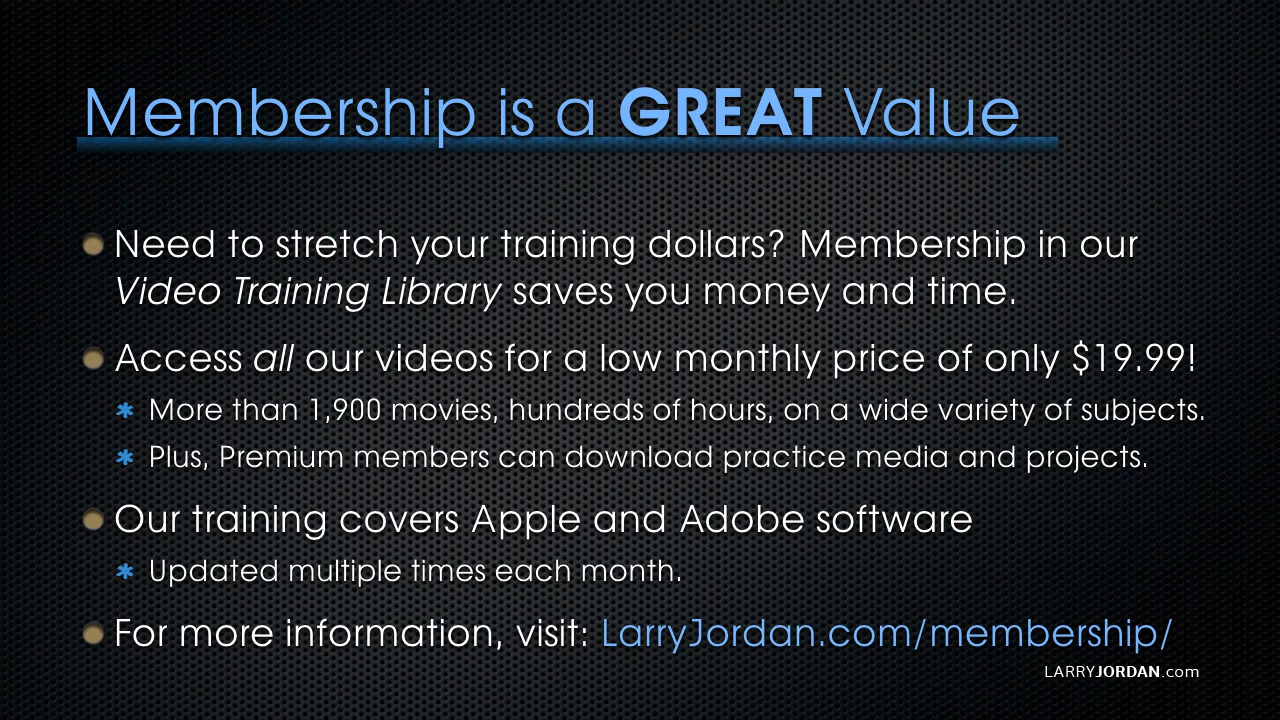 Membership is a GREAT Value
Need to stretch your training dollars? Membership in our
Video Training Library saves you money and time.
Access all our videos for a low monthly price of only $19.99!
More than 1,900 movies, hundreds of hours, on a wide variety of subjects.
Plus, Premium members can download practice media and projects.
Our training covers Apple and Adobe software
Updated multiple times each month.
For more information, visit: LarryJordan.com/membership/
LARRYJORDAN.com